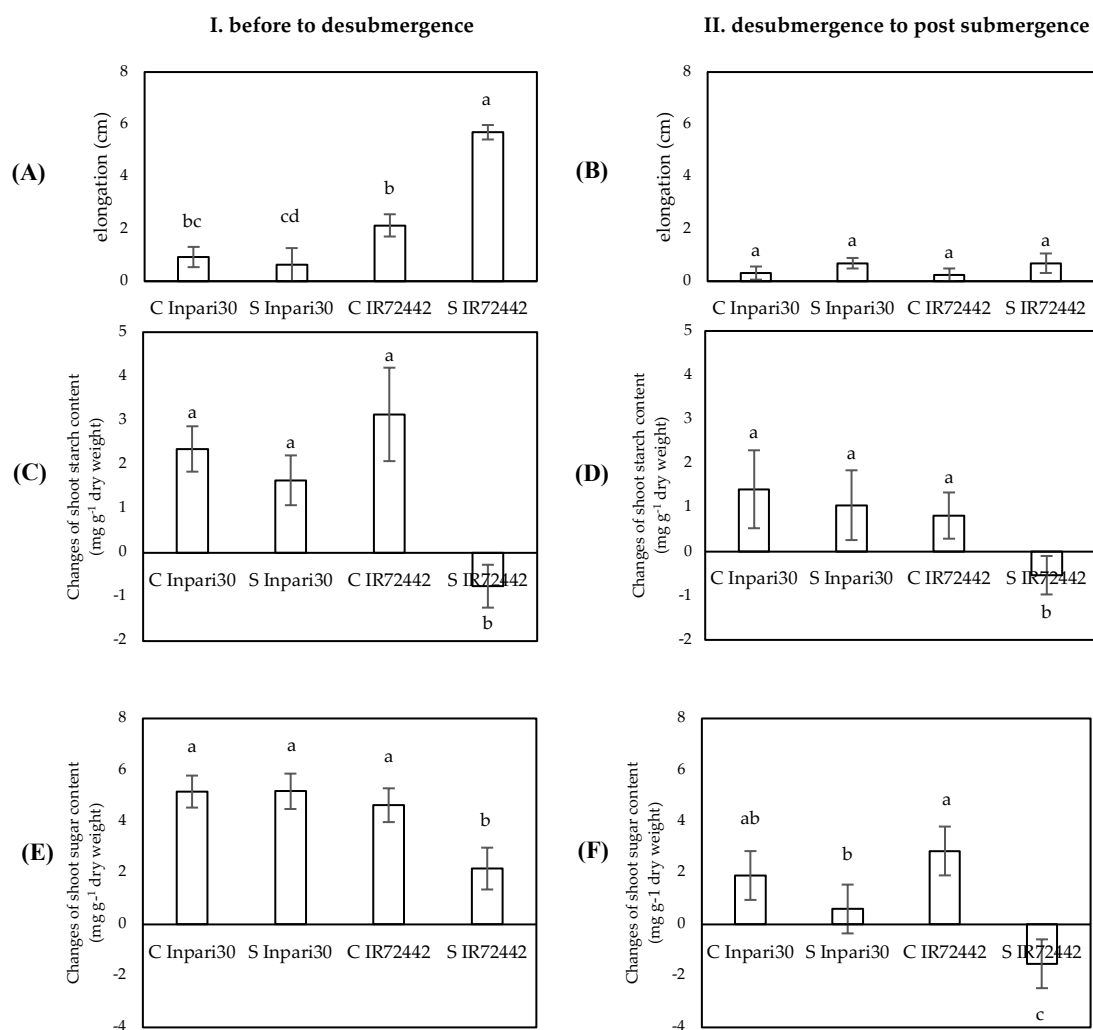 I. before to desubmergence
II. desubmergence to post submergence
(A)
elongation (cm)
8
6
4
2
0
bc
cd
b
a
C Inpari30 S Inpari30 C IR72442 S IR72442
(B)
elongation (cm)
8
6
4
2
0
a
a
a
a
C Inpari30 S Inpari30 C IR72442 S IR72442
(C)
Changes of shoot starch content
(mg g⁻¹ dry weight)
5
4
3
2
1
0
-1
-2
a
a
a
b
C Inpari30 S Inpari30 C IR72442 S IR72442
(D)
Changes of shoot starch content
(mg g⁻¹ dry weight)
5
4
3
2
1
0
-1
-2
a
a
a
b
C Inpari30 S Inpari30 C IR72442 S IR72442
(E)
Changes of shoot sugar content
(mg g⁻¹ dry weight)
8
6
4
2
0
-2
-4
a
a
a
b
C Inpari30 S Inpari30 C IR72442 S IR72442
(F)
Changes of shoot sugar content
(mg g-1 dry weight)
8
6
4
2
0
-2
-4
ab
b
a
c
C Inpari30 S Inpari30 C IR72442 S IR72442